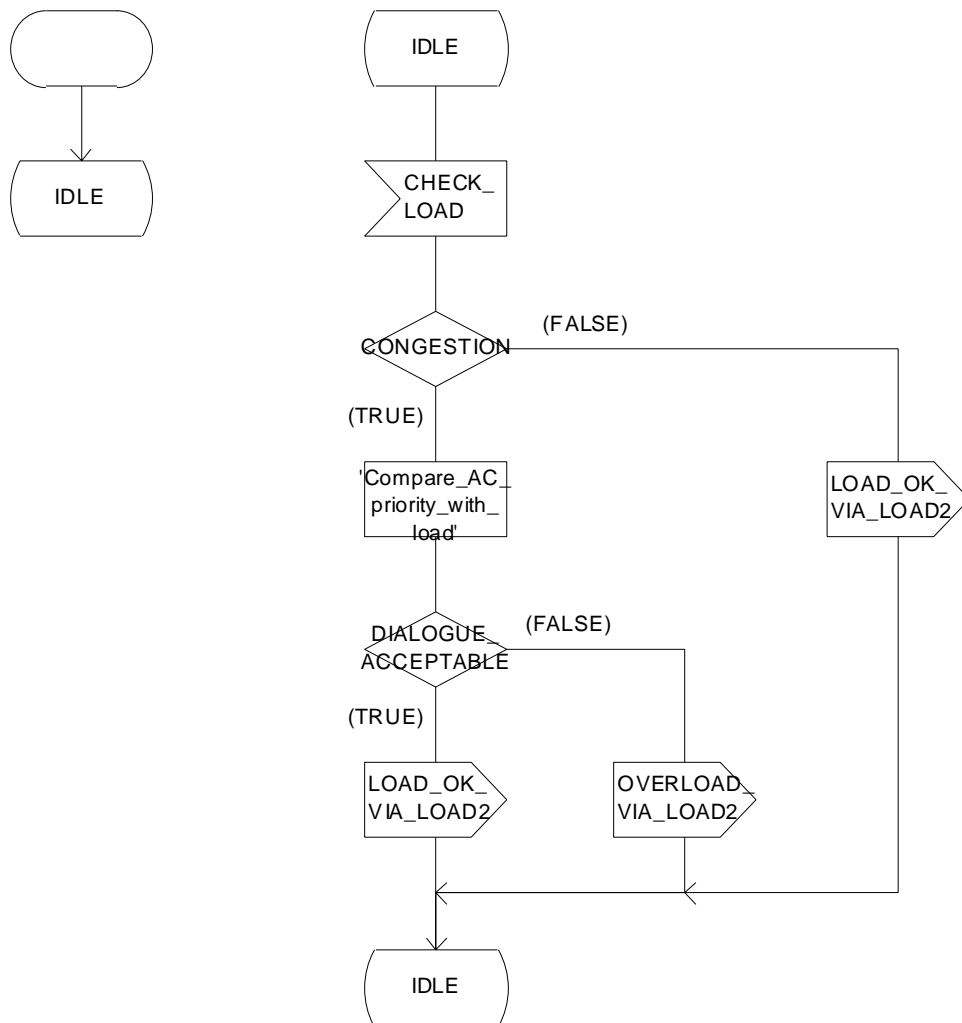 IDLE
IDLE
CHECK_
LOAD
CONGESTION
(FALSE)
(TRUE)
'Compare_AC_
priority_with_
load'
LOAD_OK_
VIA_LOAD2
DIALOGUE_
ACCEPTABLE
(FALSE)
(TRUE)
LOAD_OK_
VIA_LOAD2
OVERLOAD_
VIA_LOAD2
IDLE